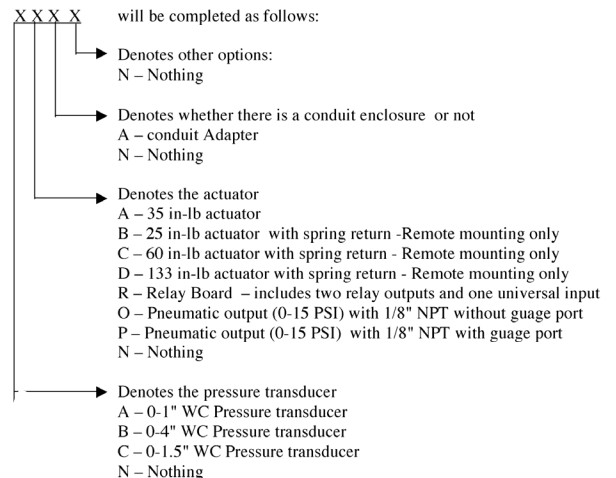 X X X X will be completed as follows:
Denotes other options:
N – Nothing
Denotes whether there is a conduit enclosure or not
A – conduit Adapter
N – Nothing
Denotes the actuator
A – 35 in-lb actuator
B – 25 in-lb actuator with spring return -Remote mounting only
C – 60 in-lb actuator with spring return - Remote mounting only
D – 133 in-lb actuator with spring return - Remote mounting only
R – Relay Board – includes two relay outputs and one universal input
O – Pneumatic output (0-15 PSI) with 1/8" NPT without guage port
P – Pneumatic output (0-15 PSI) with 1/8" NPT with guage port
N – Nothing
Denotes the pressure transducer
A – 0-1" WC Pressure transducer
B – 0-4" WC Pressure transducer
C – 0-1.5" WC Pressure transducer
N – Nothing